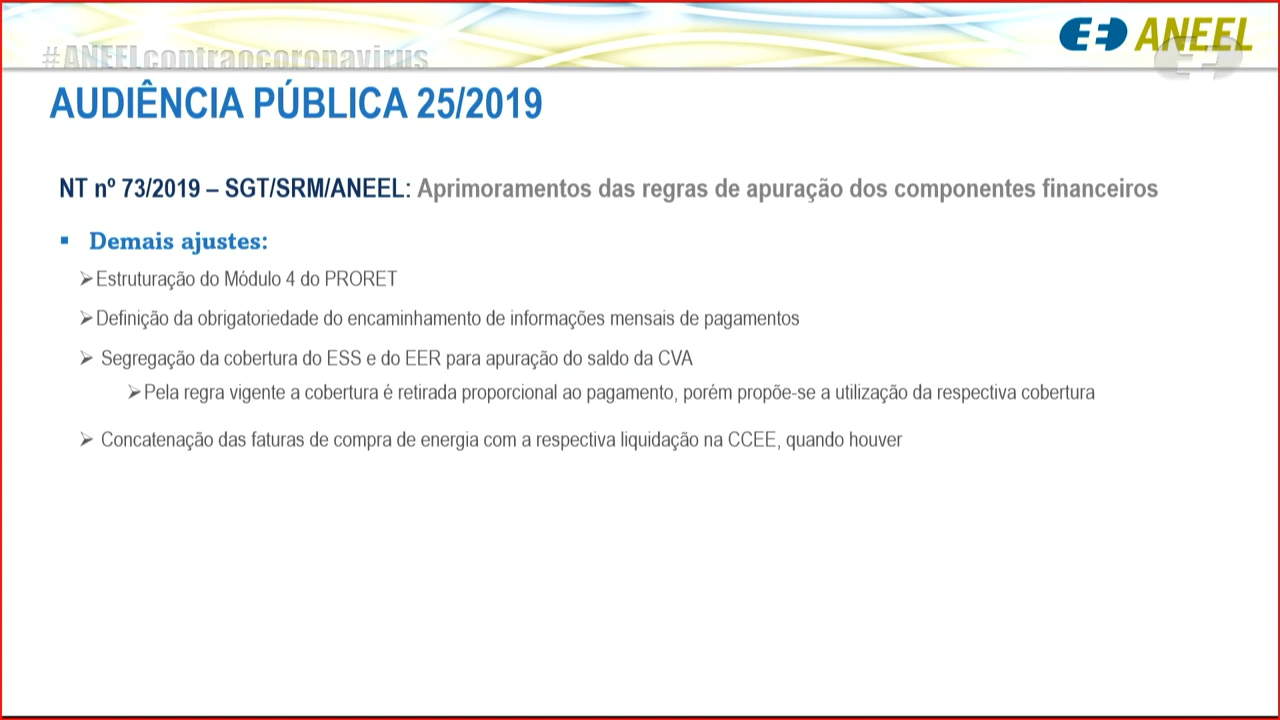 #ANEELcontraocoronavirus
ANEEL
AUDIÊNCIA PÚBLICA 25/2019
NT nº 73/2019 – SGT/SRM/ANEEL: Aprimoramentos das regras de apuração dos componentes financeiros
Demais ajustes:
Estruturação do Módulo 4 do PRORET
Definição da obrigatoriedade do encaminhamento de informações mensais de pagamentos
Segregação da cobertura do ESS e do EER para apuração do saldo da CVA
Pela regra vigente a cobertura é retirada proporcional ao pagamento, porém propõe-se a utilização da respectiva cobertura
Concatenação das faturas de compra de energia com a respectiva liquidação na CCEE, quando houver